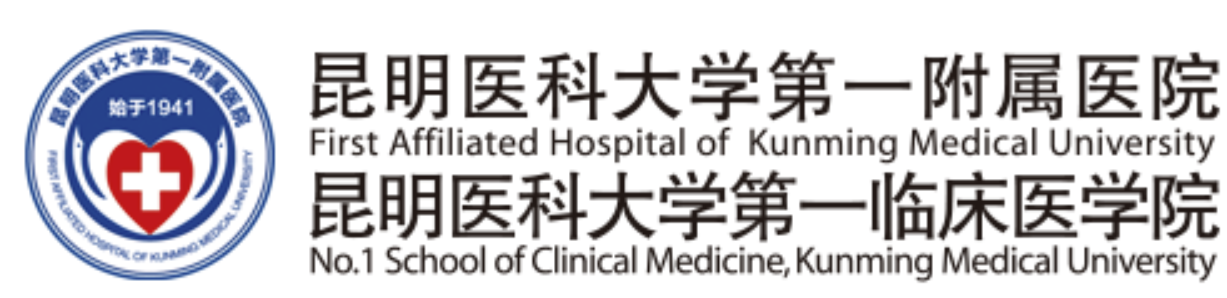 昆明医科大学第一附属医院
始于1941
FIRST AFFILIATED HOSPITAL OF KUNMING MEDICAL UNIVERSITY
昆明医科大学第一附属医院
First Affiliated Hospital of Kunming Medical University
昆明医科大学第一临床医学院
No.1 School of Clinical Medicine, Kunming Medical University